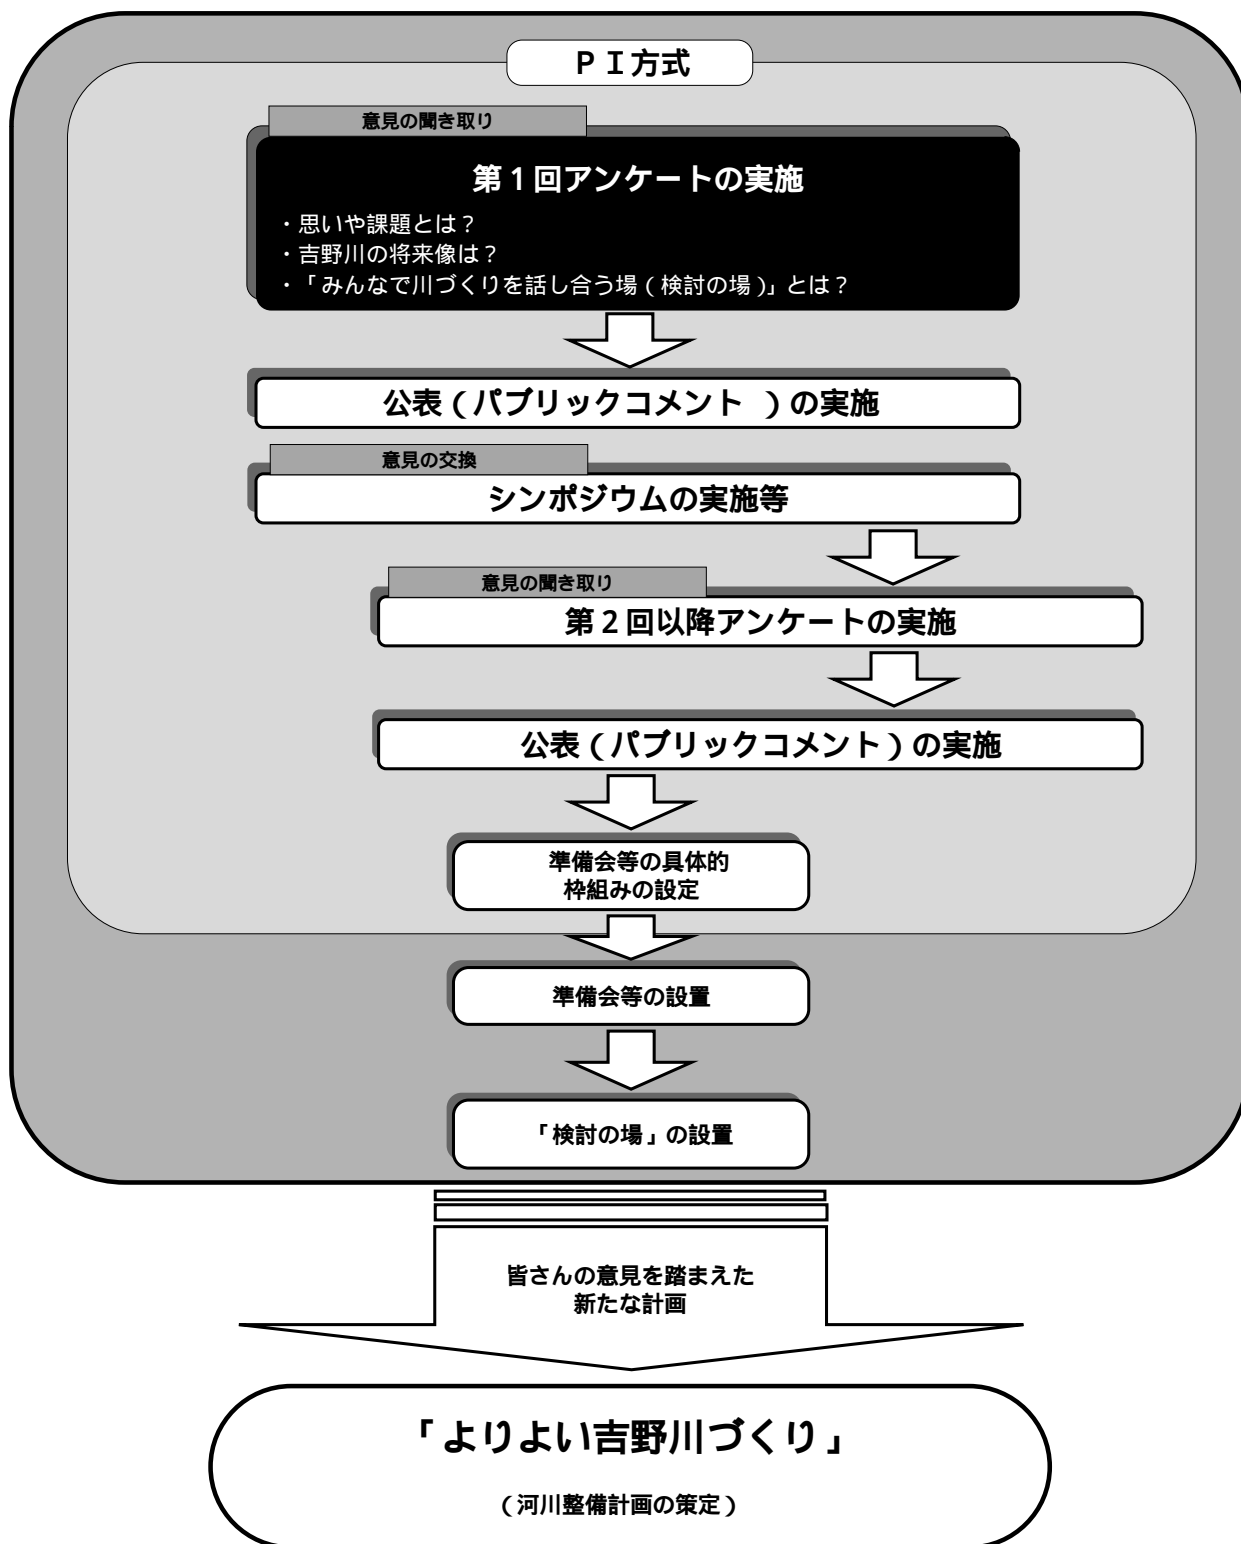 ＰＩ方式
意見の聞き取り
第１回アンケートの実施
・思いや課題とは？
・吉野川の将来像は？
・「みんなで川づくりを話し合う場（検討の場）」とは？
公表（パブリックコメント　）の実施
意見の交換
シンポジウムの実施等
意見の聞き取り
第２回以降アンケートの実施
公表（パブリックコメント）の実施
準備会等の具体的
枠組みの設定
準備会等の設置
「検討の場」の設置
皆さんの意見を踏まえた
新たな計画
「よりよい吉野川づくり」
（河川整備計画の策定）